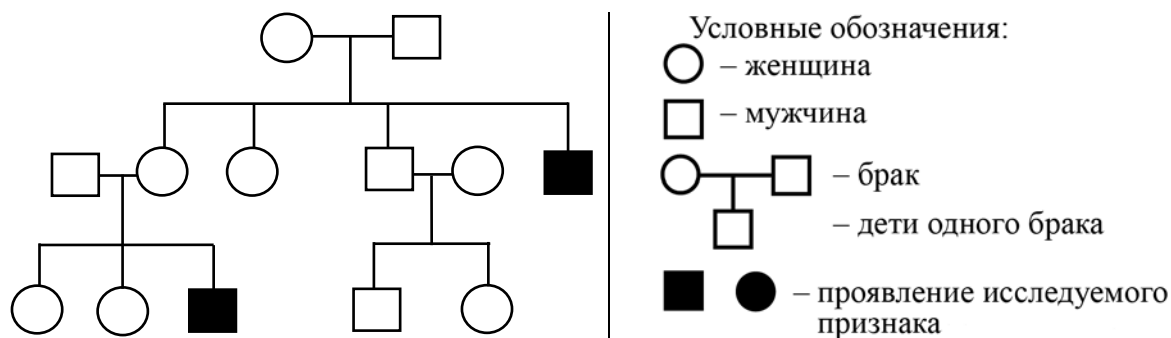 Условные обозначения:
– женщина
– мужчина
– брак
– дети одного брака
– проявление исследуемого
признака